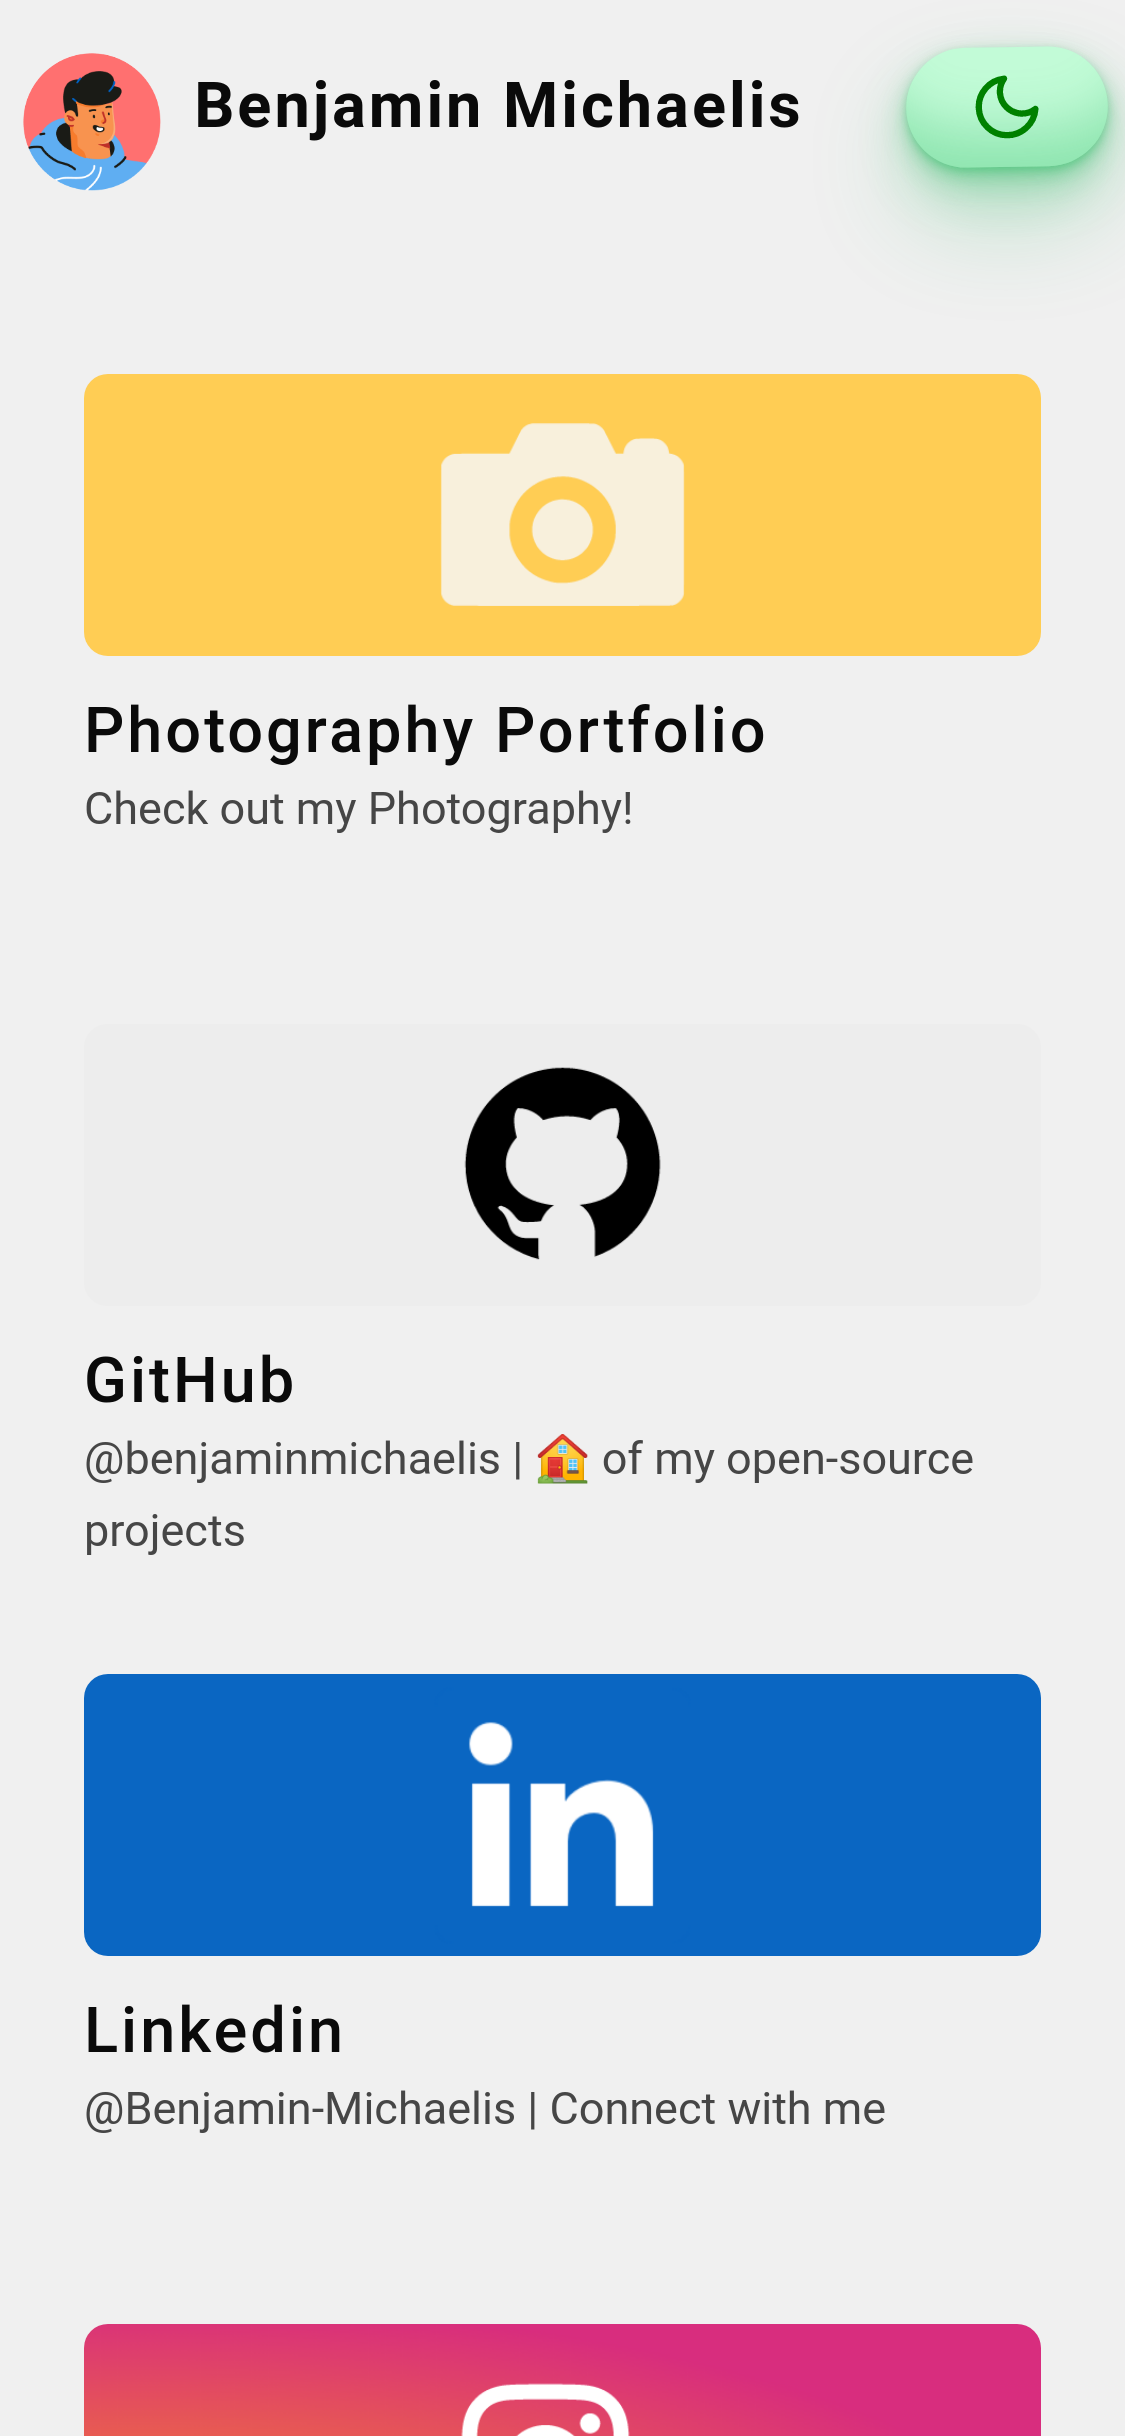 Benjamin Michaelis
Photography Portfolio
Check out my Photography!
GitHub
@benjaminmichaelis | 🏠 of my open-source
projects
in
Linkedin
@Benjamin-Michaelis | Connect with me